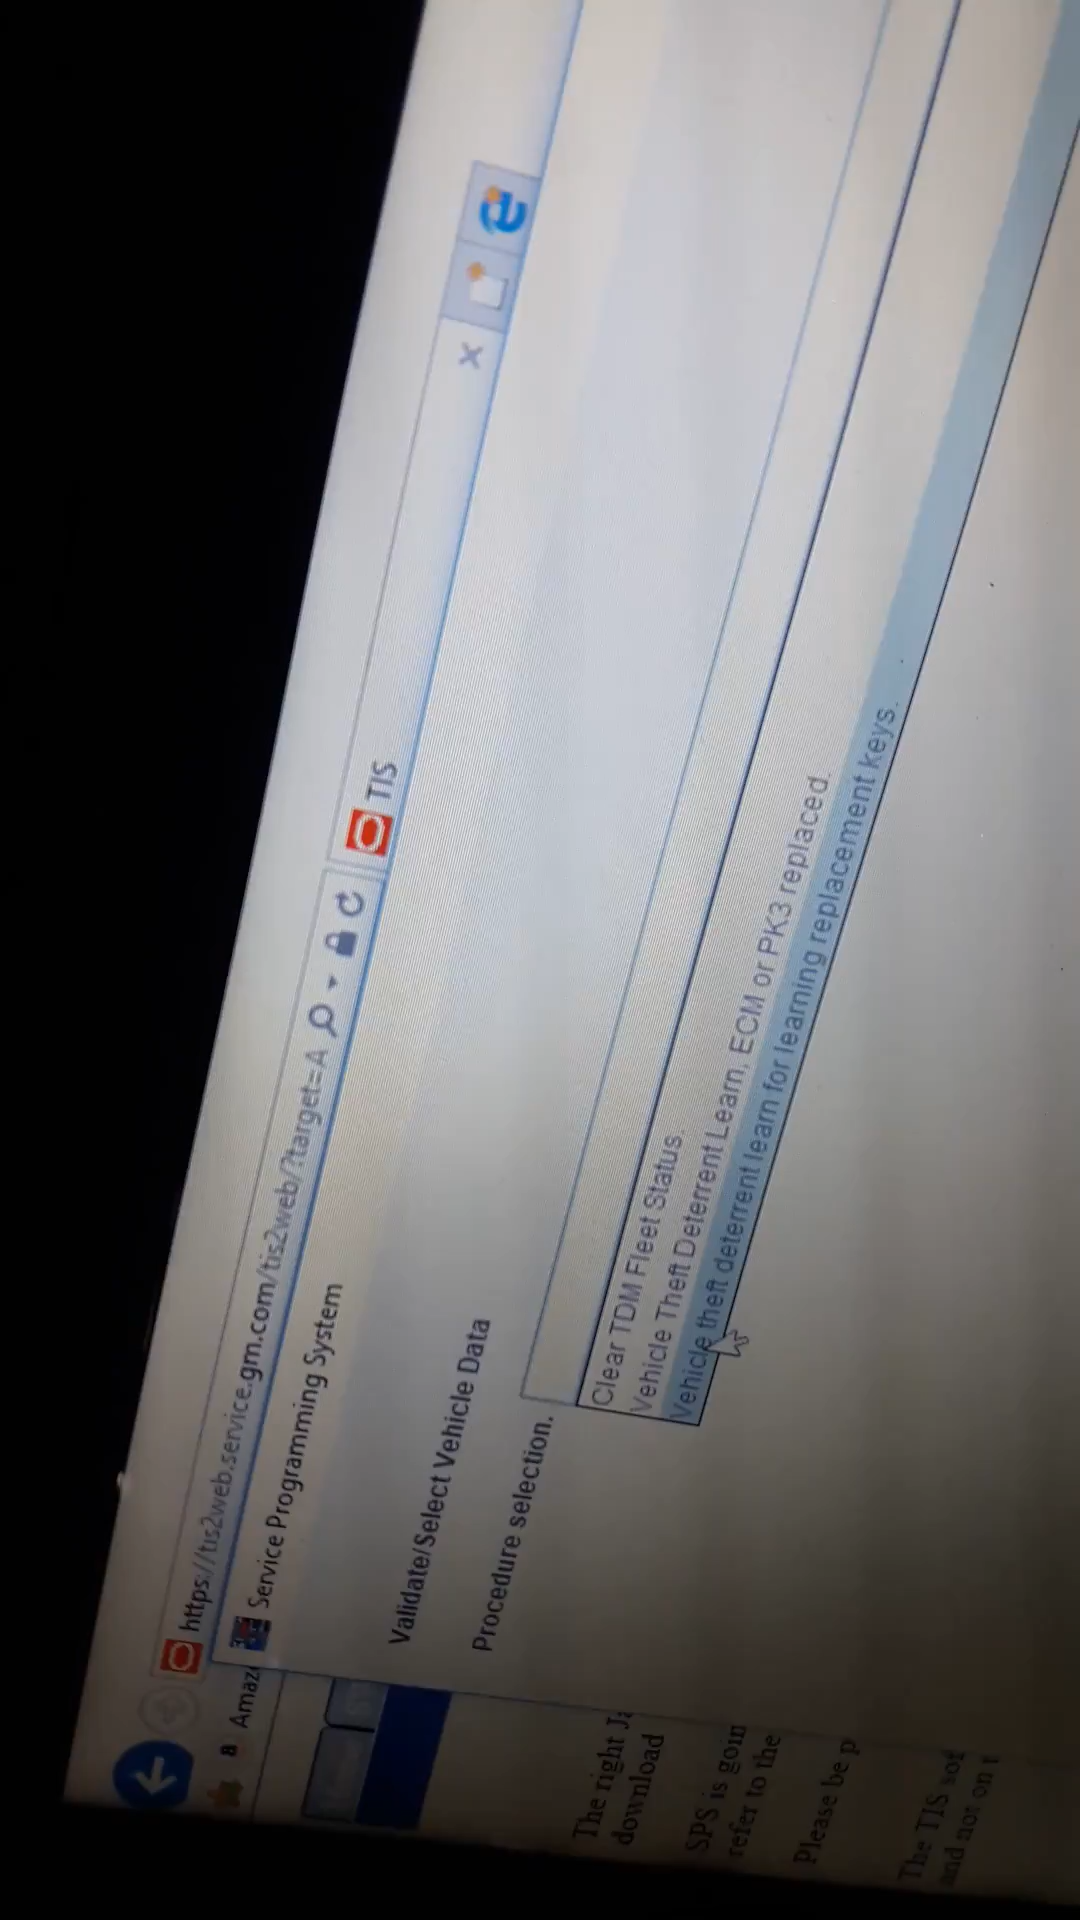 https://tis2web.service.gm.com/tis2web/?target=A
TIS
a Amaz
Service Programming System
Validate/Select Vehicle Data
Procedure selection.
Clear TDM Fleet Status.
Vehicle Theft Deterrent Learn, ECM or PK3 replaced.
Vehicle theft deterrent learn for learning replacement keys.
The right Ja
download
SPS is goin
refer to the
Please be p
The TIS
and not on